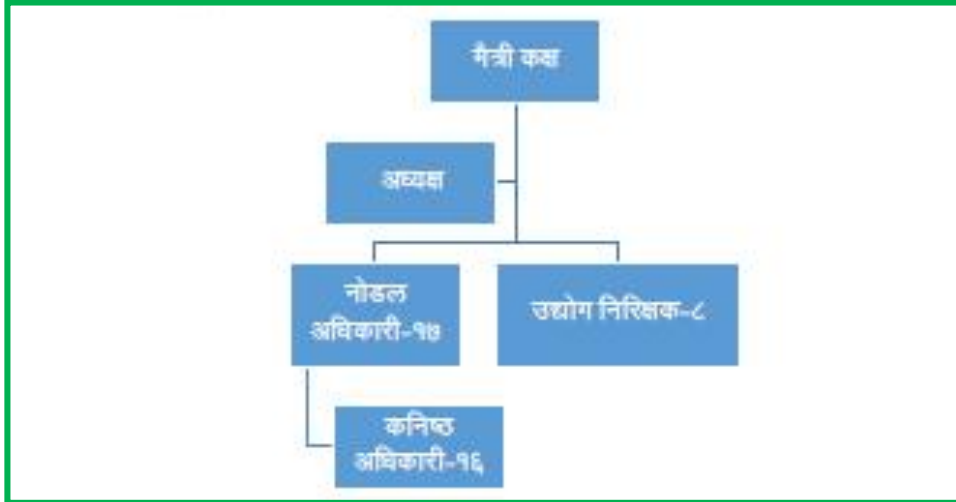 मैत्री कक्ष
अध्यक्ष
नोडल
अधिकारी-१७
उद्योग निरिक्षक-८
कनिष्ठ
अधिकारी-१६